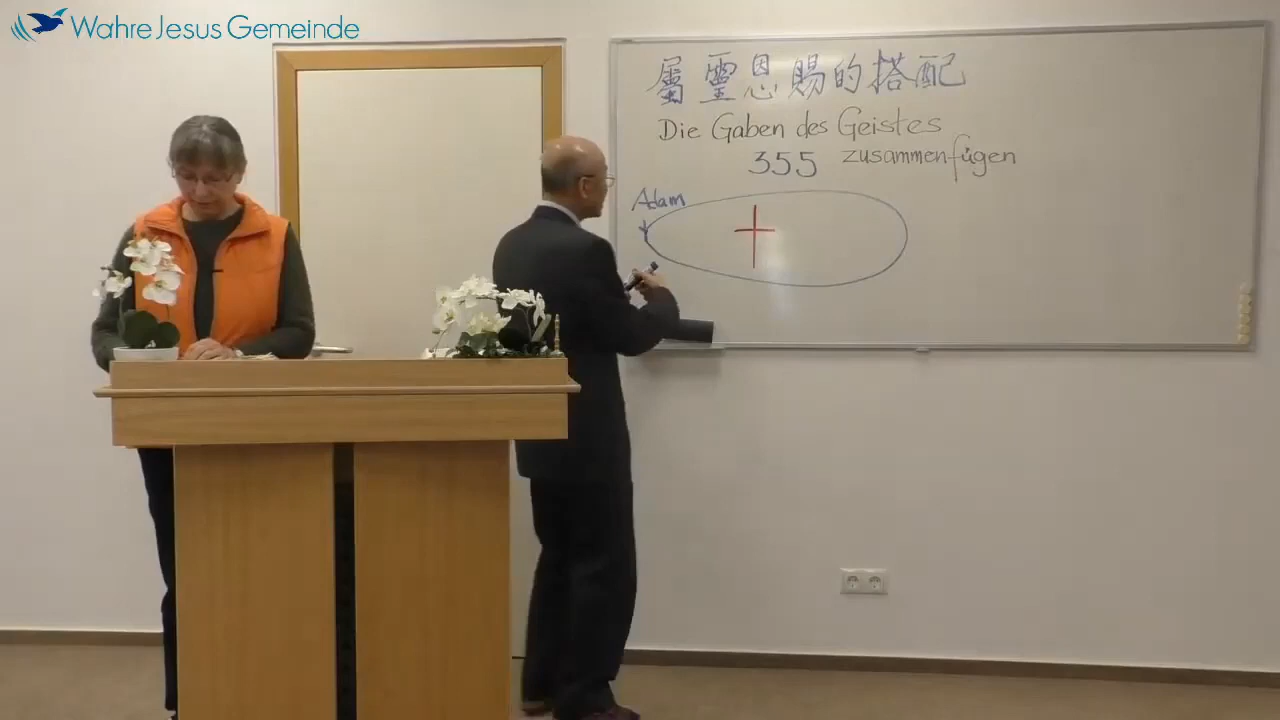 Wahre Jesus Gemeinde
屬靈恩賜的搭配
Die Gaben des Geistes
355 zusammenfügen
Adam